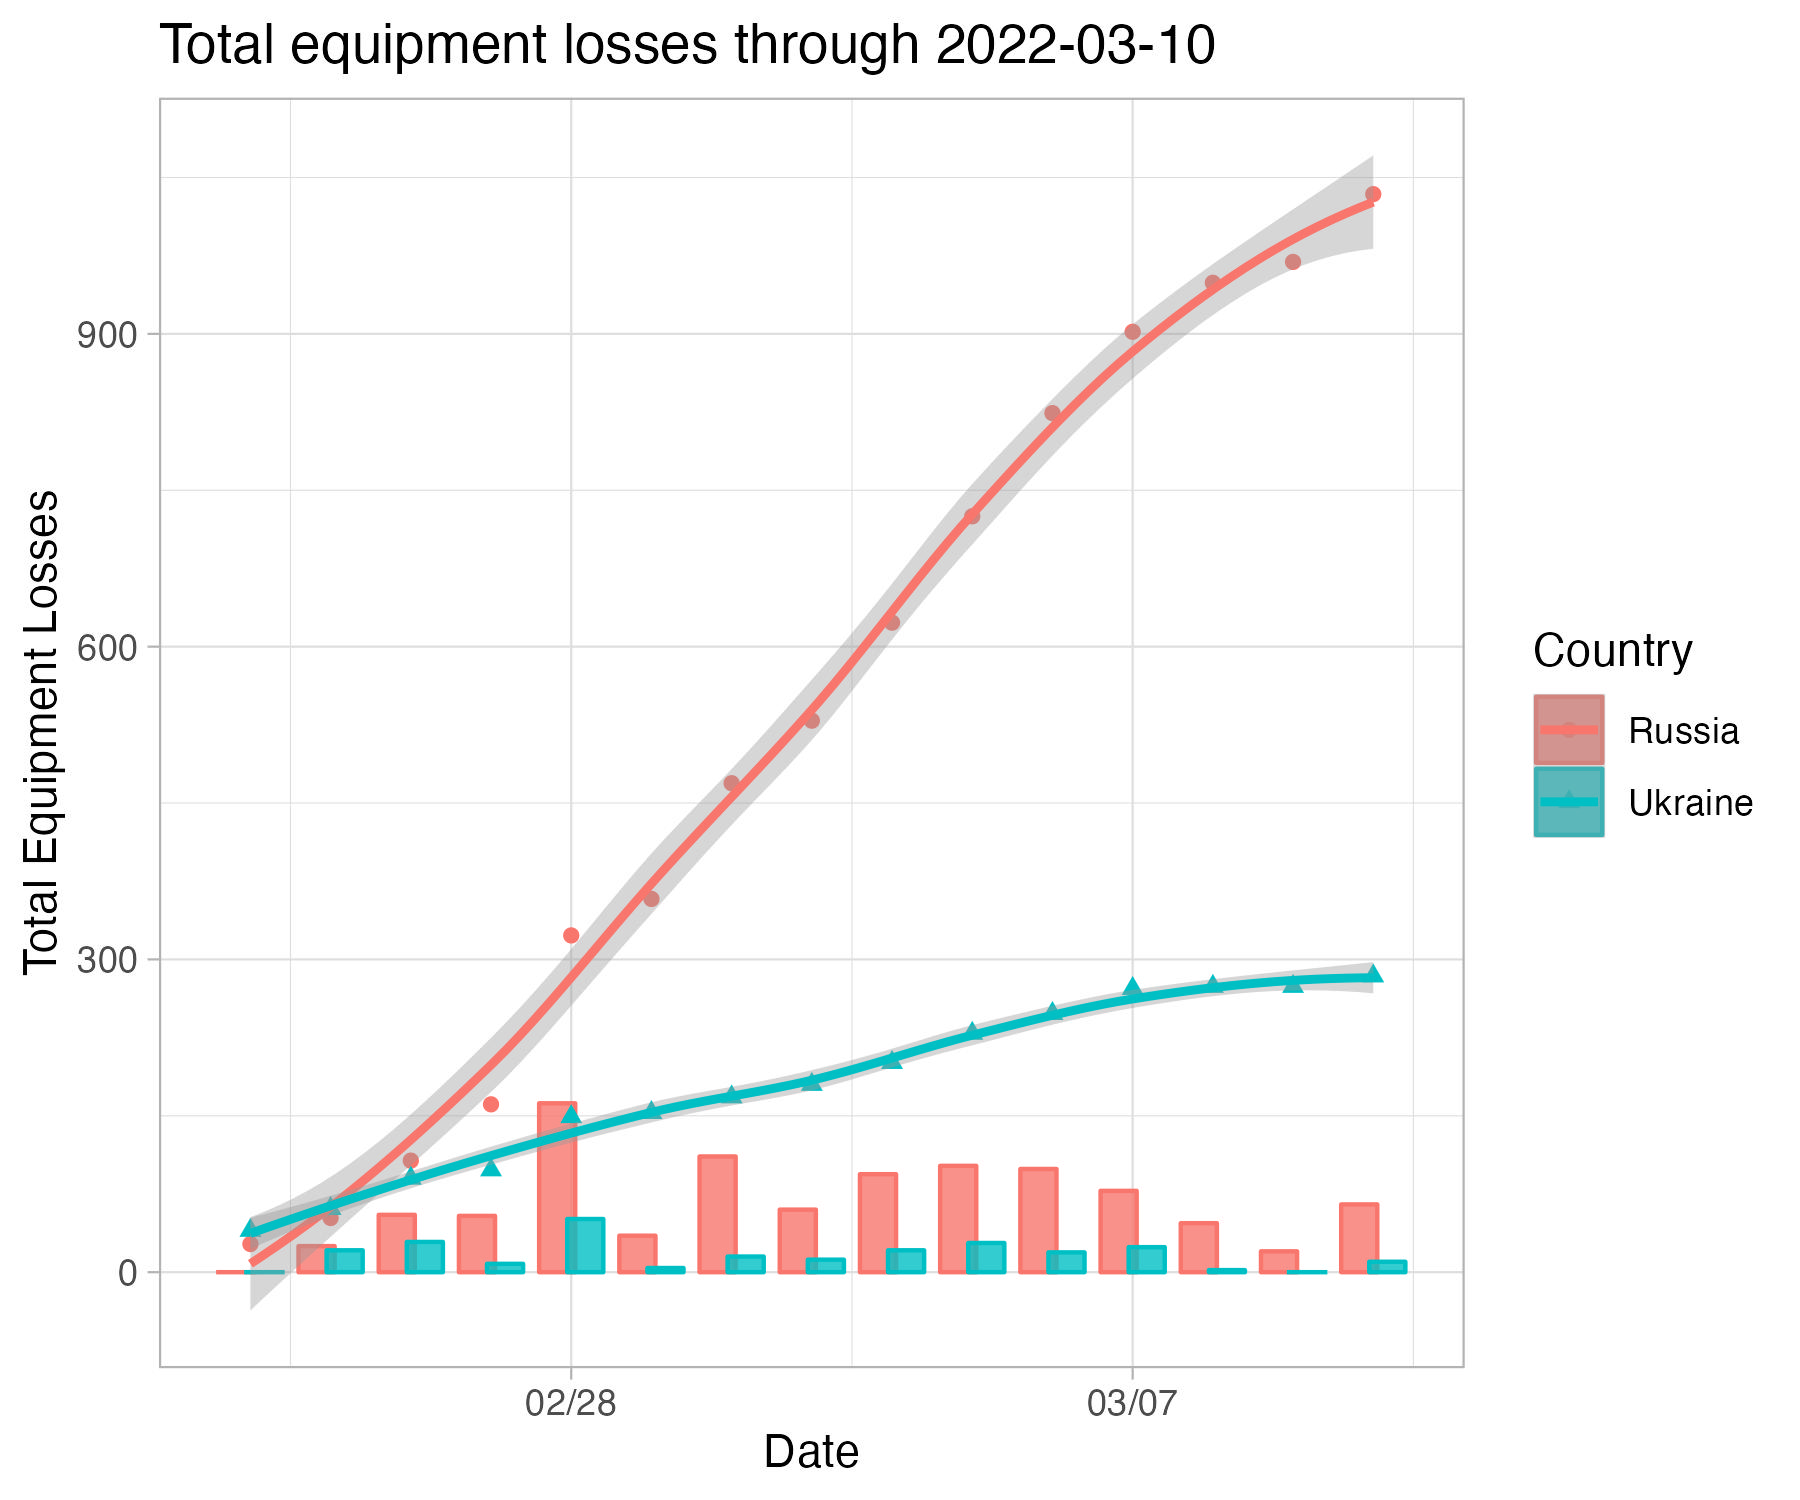 Total equipment losses through 2022-03-10
Total Equipment Losses
900
600
300
0
02/28
03/07
Date
Country
Russia
Ukraine